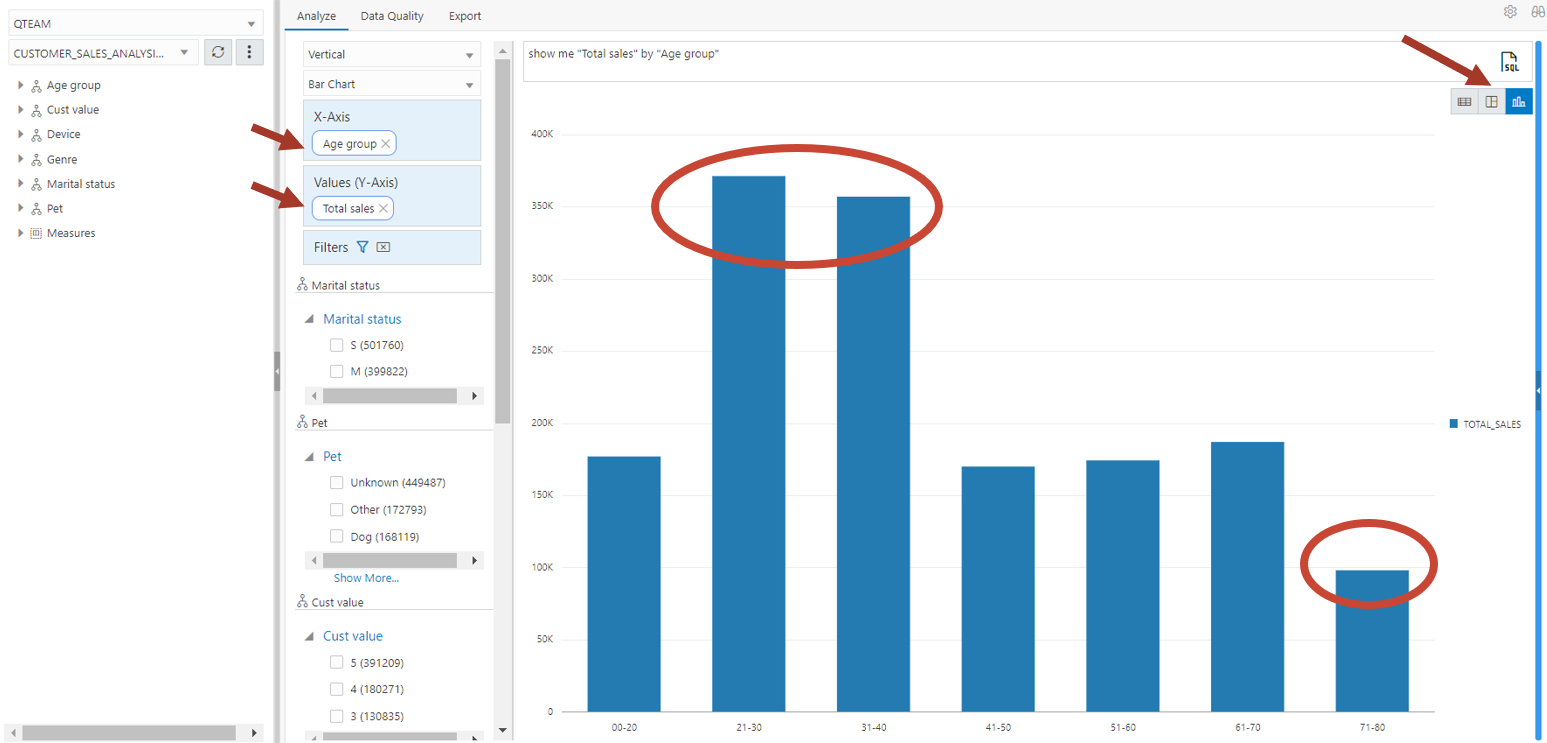 QTEAM
CUSTOMER_SALES_ANALYSI...
Age group
Cust value
Device
Genre
Marital status
Pet
Measures
Analyze
Data Quality
Export
Vertical
Bar Chart
X-Axis
Age group
Values (Y-Axis)
Total sales
Filters
Marital status
Marital status
S (501760)
M (399822)
Pet
Pet
Unknown (449487)
Other (172793)
Dog (168119)
Show More...
Cust value
Cust value
5 (391209)
4 (180271)
3 (130835)
show me "Total sales" by "Age group"
SQL
400K
350K
300K
250K
200K
150K
100K
50K
0
00-20
21-30
31-40
41-50
51-60
61-70
71-80
TOTAL_SALES